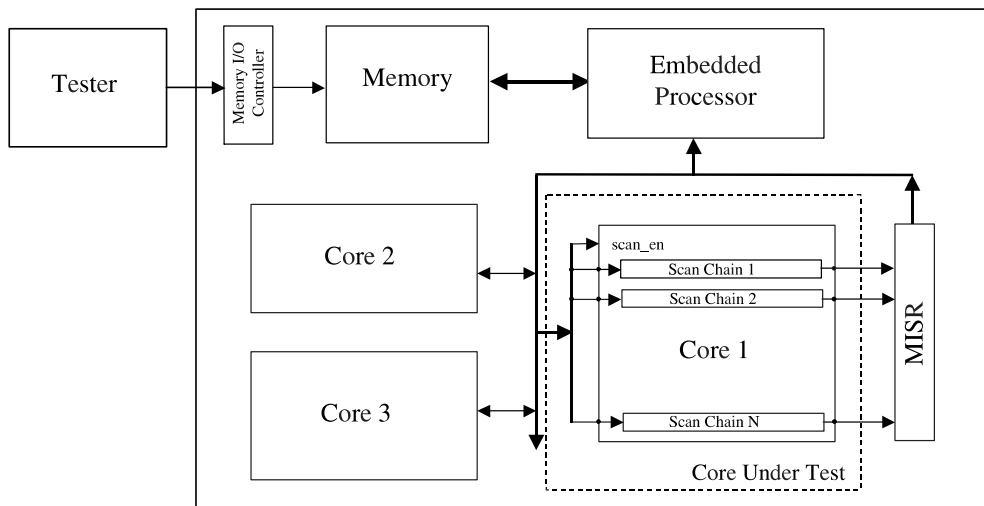 Tester
Memory I/O
Controller
Memory
Embedded
Processor
Core 2
Core 3
scan_en
Scan Chain 1
Scan Chain 2
Core 1
Scan Chain N
MISR
Core Under Test